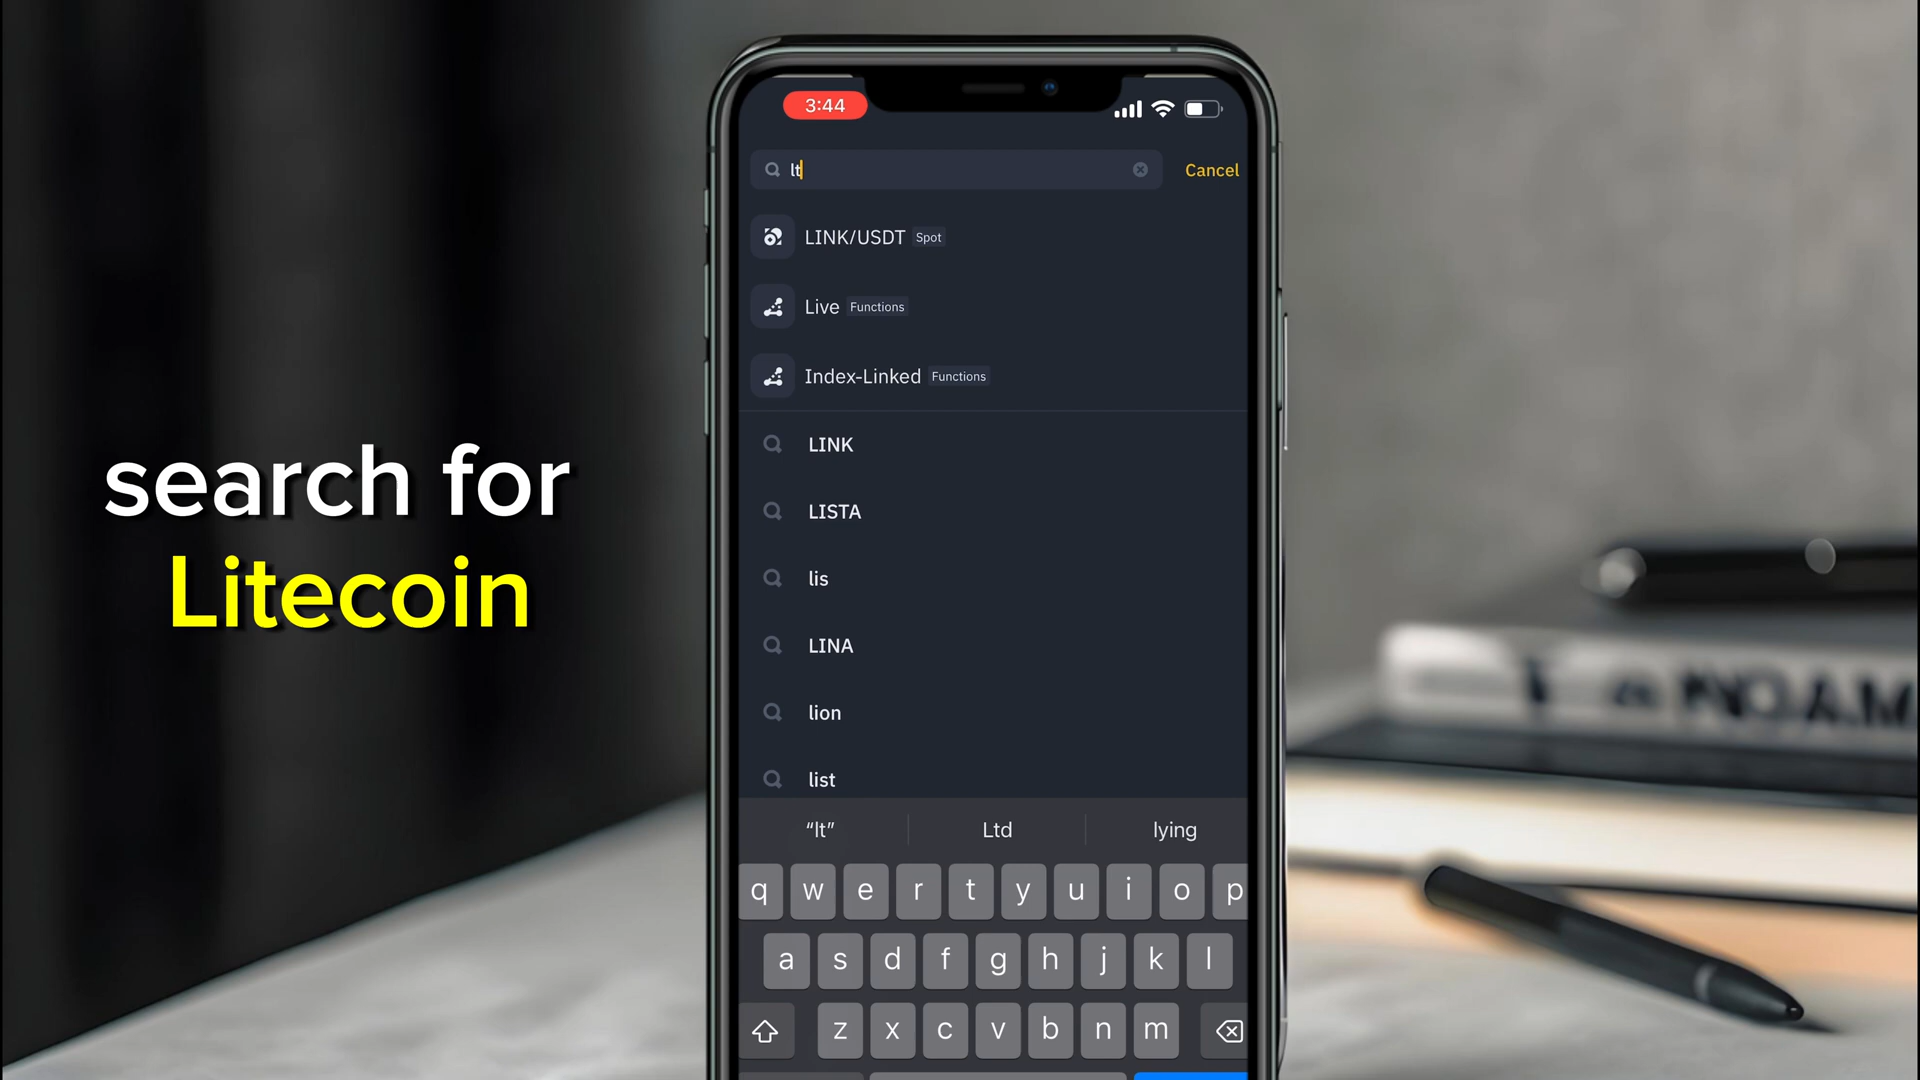 3:44
lt
Cancel
LINK/USDT Spot
Live Functions
Index-Linked Functions
LINK
LISTA
lis
LINA
lion
list
search for
Litecoin
“lt” Ltd lying
q w e r t y u i o p
a s d f g h j k l
z x c v b n m